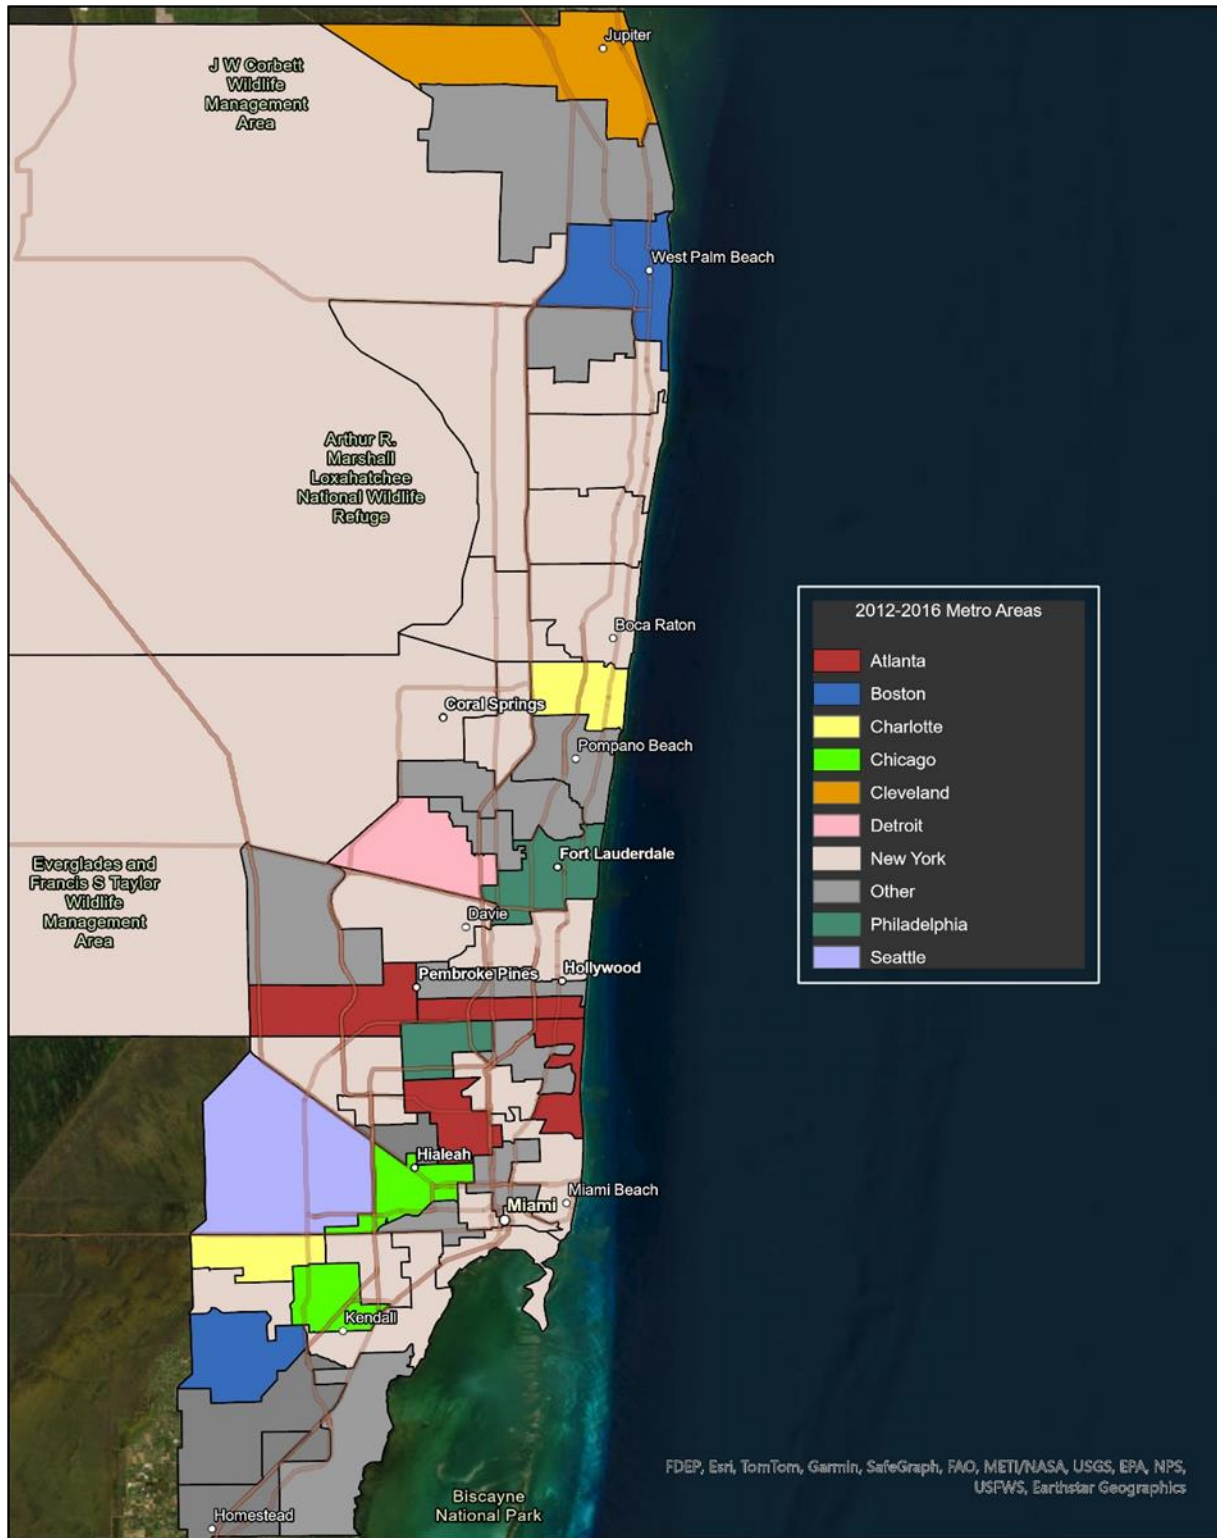 Jupiter
J W Corbett
Wildlife
Management
Area
West Palm Beach
Arthur R.
Marshall
Loxahatchee
National Wildlife
Refuge
Boca Raton
2012-2016 Metro Areas
Atlanta
Boston
Charlotte
Chicago
Cleveland
Detroit
New York
Other
Philadelphia
Seattle
Coral Springs
Pompano Beach
Everglades and
Francis S Taylor
Wildlife
Management
Area
Fort Lauderdale
Davie
Pembroke Pines
Hollywood
Hialeah
Miami Beach
Miami
Kendall
Homestead
Biscayne
National Park
FDEP, Esri, TomTom, Garmin, SafeGraph, FAO, METI/NASA, USGS, EPA, NPS,
USFWS, Earthstar Geographics